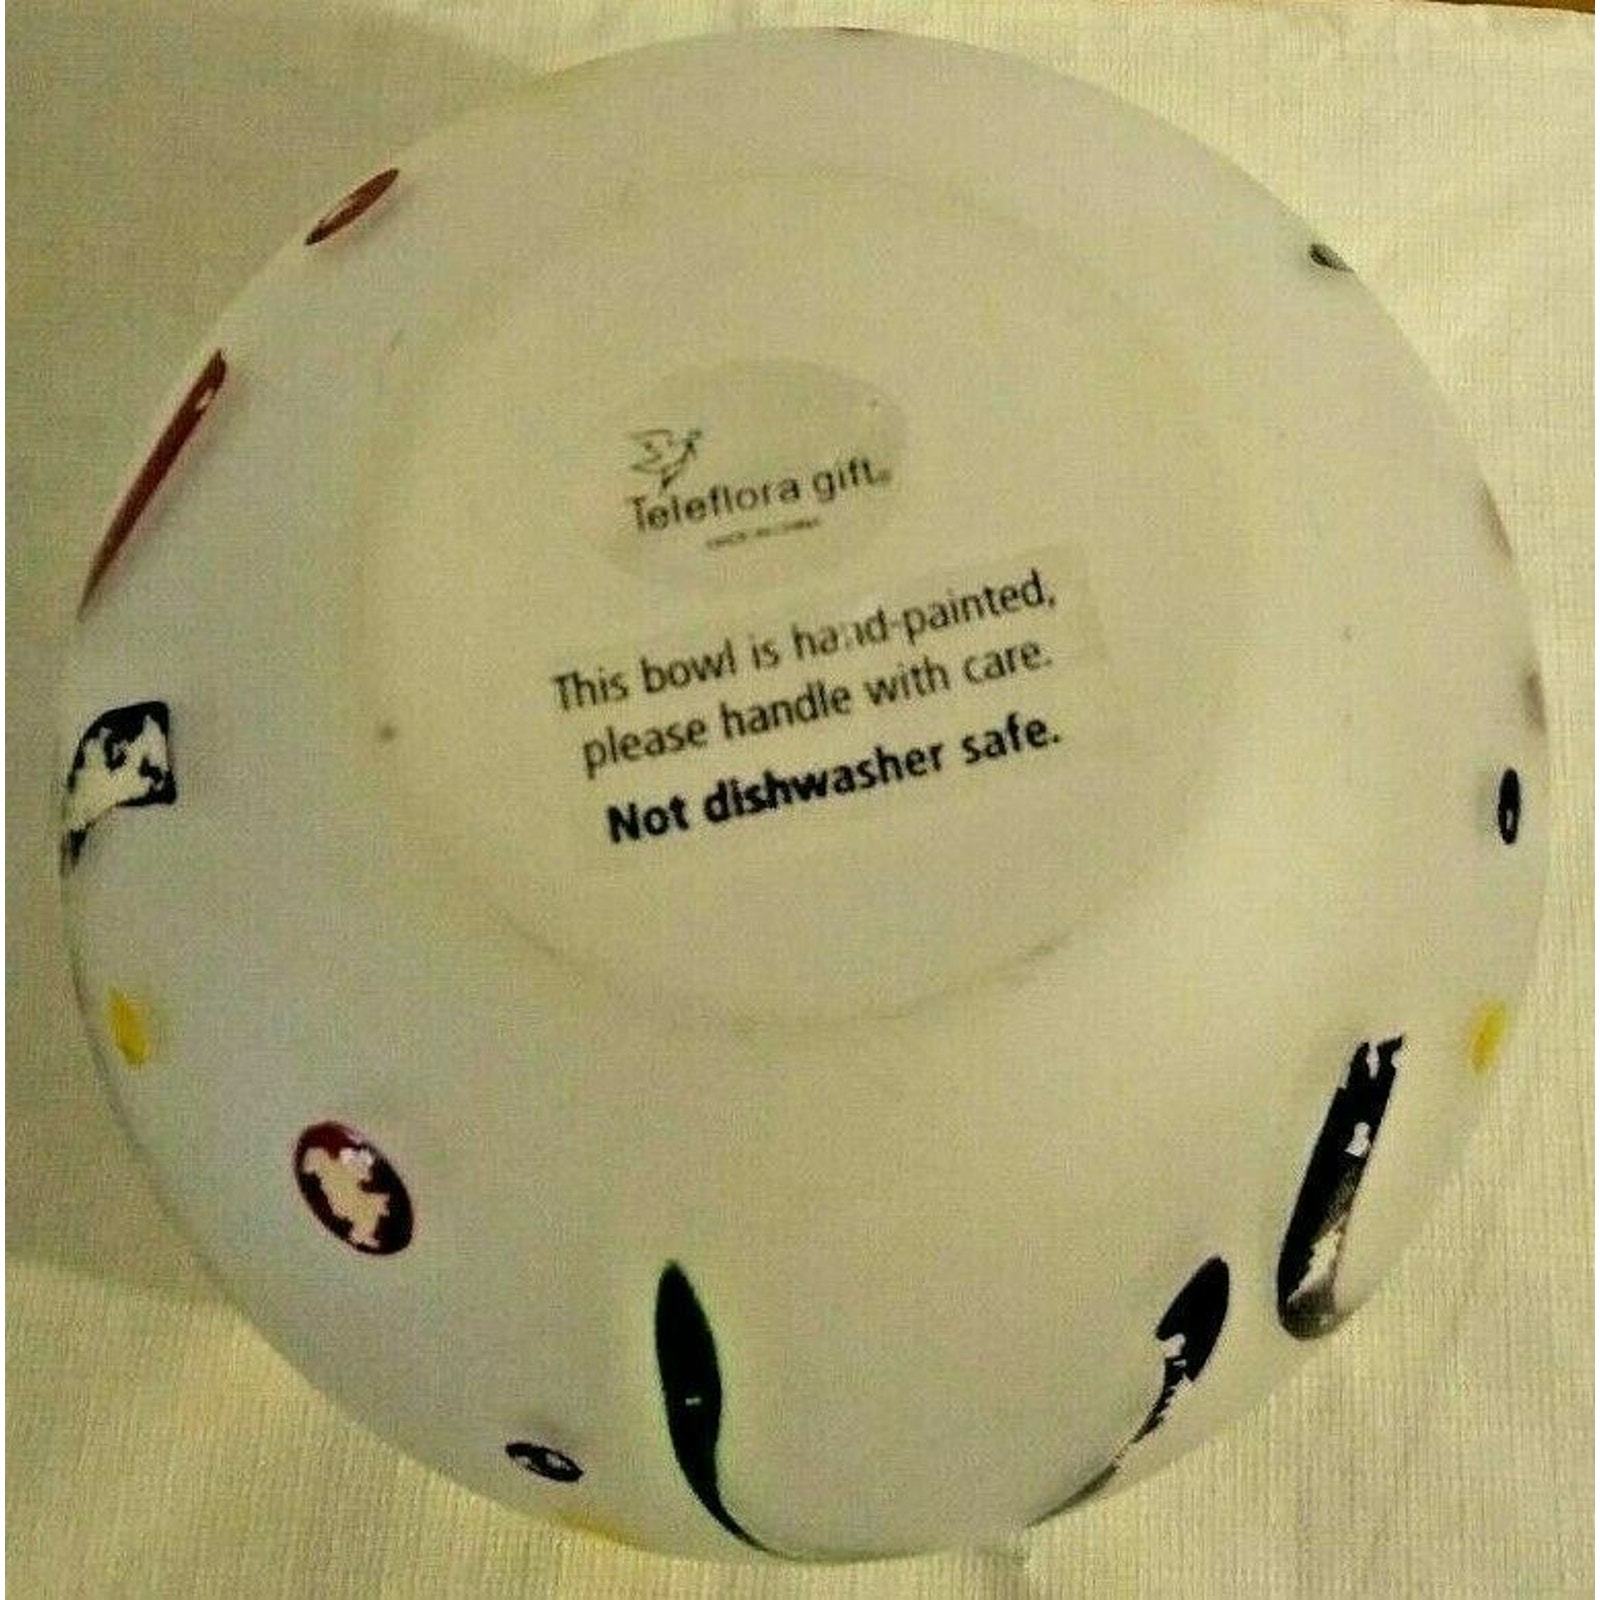 Teleflora gift®
This bowl is hand-painted,
please handle with care.
Not dishwasher safe.